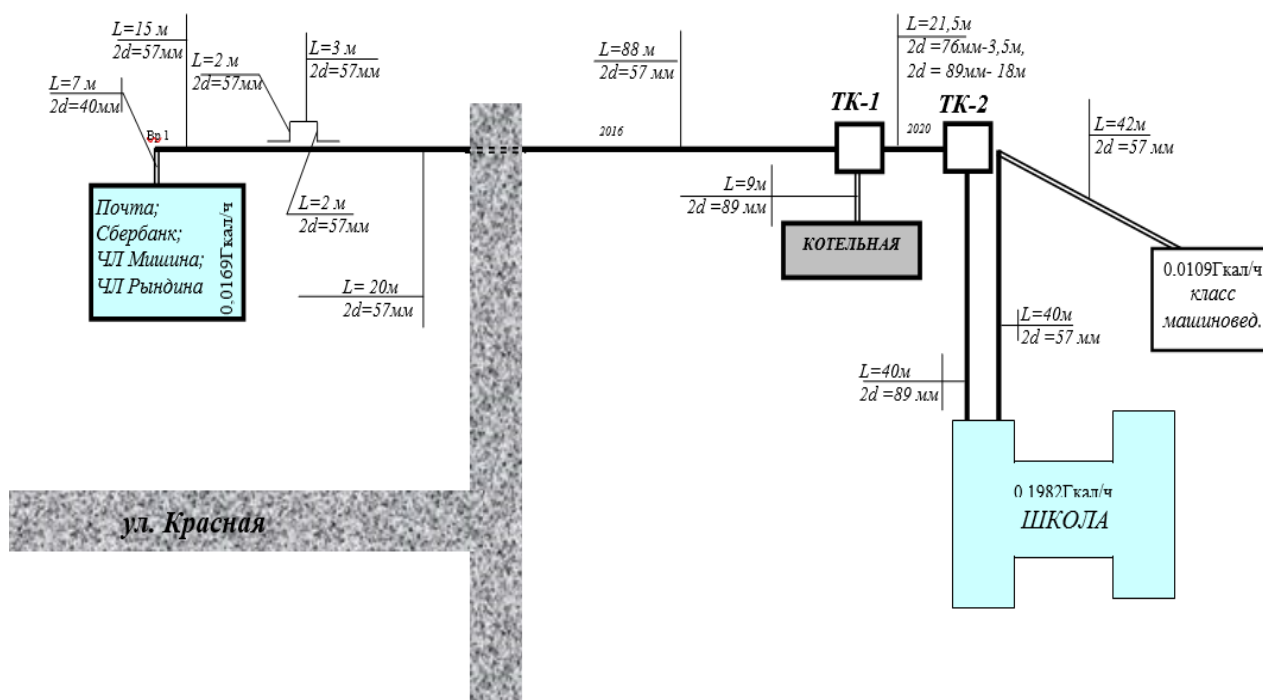 L=15 м
2d=57мм
L=2 м
2d=57мм
L=3 м
2d=57мм
L=7 м
2d=40мм
Вр 1
L=88 м
2d=57 мм
2016
ТК-1
L=21,5м
2d =76мм-3,5м,
2d = 89мм- 18м
ТК-2
2020
L=42м
2d =57 мм
Почта;
Сбербанк;
ЧЛ Мишина;
ЧЛ Рындина
0,0169Гкал/ч
L=2 м
2d=57мм
L= 20м
2d=57мм
L=9м
2d =89 мм
КОТЕЛЬНАЯ
0.0109Гкал/ч
класс
машиновед.
L=40м
2d =57 мм
L=40м
2d =89 мм
0.1982Гкал/ч
ШКОЛА
ул. Красная